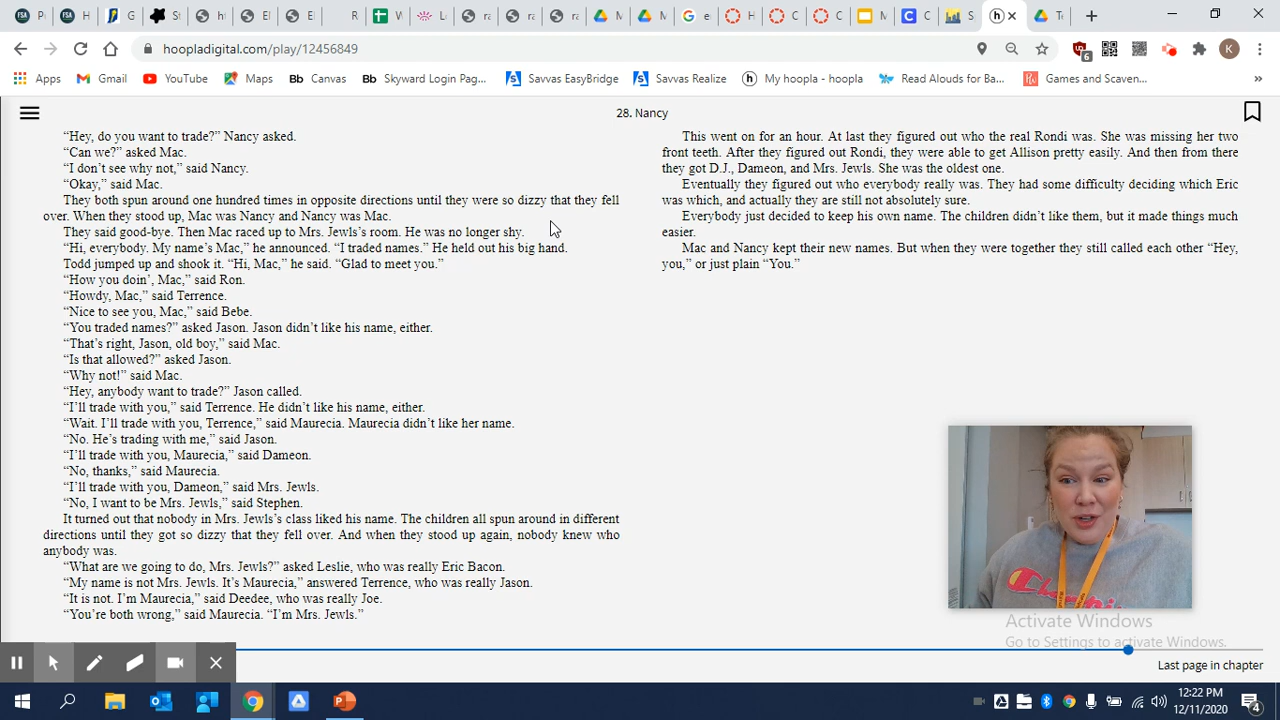 hoopladigital.com/play/12456849
K
6
Apps
Gmail
YouTube
Maps
Bb Canvas
Bb Skyward Login Pag...
Savvas EasyBridge
Savvas Realize
My hoopla - hoopla
Read Alouds for Ba...
Games and Scaven...
»
28. Nancy
“Hey, do you want to trade?” Nancy asked.
“Can we?” asked Mac.
“I don’t see why not,” said Nancy.
“Okay,” said Mac.
They both spun around one hundred times in opposite directions until they were so dizzy that they fell
over. When they stood up, Mac was Nancy and Nancy was Mac.
They said good-bye. Then Mac raced up to Mrs. Jewls’s room. He was no longer shy.
“Hi, everybody. My name’s Mac,” he announced. “I traded names.” He held out his big hand.
Todd jumped up and shook it. “Hi, Mac,” he said. “Glad to meet you.”
“How you doin’, Mac,” said Ron.
“Howdy, Mac,” said Terrence.
“Nice to see you, Mac,” said Bebe.
“You traded names?” asked Jason. Jason didn’t like his name, either.
“That’s right, Jason, old boy,” said Mac.
“Is that allowed?” asked Jason.
“Why not!” said Mac.
“Hey, anybody want to trade?” Jason called.
“I’ll trade with you,” said Terrence. He didn’t like his name, either.
“Wait. I’ll trade with you, Terrence,” said Maurecia. Maurecia didn’t like her name.
“No. He’s trading with me,” said Jason.
“I’ll trade with you, Maurecia,” said Dameon.
“No, thanks,” said Maurecia.
“I’ll trade with you, Dameon,” said Mrs. Jewls.
“No, I want to be Mrs. Jewls,” said Stephen.
It turned out that nobody in Mrs. Jewls’s class liked his name. The children all spun around in different
directions until they got so dizzy that they fell over. And when they stood up again, nobody knew who
anybody was.
“What are we going to do, Mrs. Jewls?” asked Leslie, who was really Eric Bacon.
“My name is not Mrs. Jewls. It’s Maurecia,” answered Terrence, who was really Jason.
“It is not. I’m Maurecia,” said Deedee, who was really Joe.
“You’re both wrong,” said Maurecia. “I’m Mrs. Jewls.”
This went on for an hour. At last they figured out who the real Rondi was. She was missing her two
front teeth. After they figured out Rondi, they were able to get Allison pretty easily. And then from there
they got D.J., Dameon, and Mrs. Jewls. She was the oldest one.
Eventually they figured out who everybody really was. They had some difficulty deciding which Eric
was which, and actually they are still not absolutely sure.
Everybody just decided to keep his own name. The children didn’t like them, but it made things much
easier.
Mac and Nancy kept their new names. But when they were together they still called each other “Hey,
you,” or just plain “You.”
Activate Windows
Go to Settings to activate Windows.
Last page in chapter
12:22 PM
12/11/2020
4